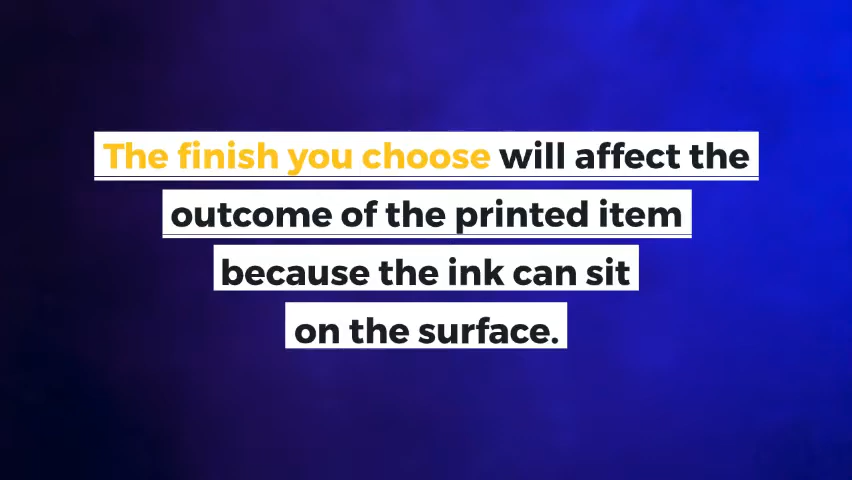 The finish you choose will affect the
outcome of the printed item
because the ink can sit
on the surface.